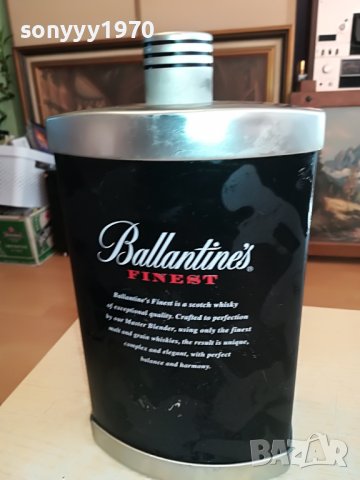 sonyyy1970
Ballantine's®
FINEST
Ballantine's Finest is a scotch whisky
of exceptional quality. Crafted to perfection
by our Master Blender, using only the finest
malt and grain whiskies, the result is unique,
complex and elegant, with perfect
balance and harmony.
BAZAR